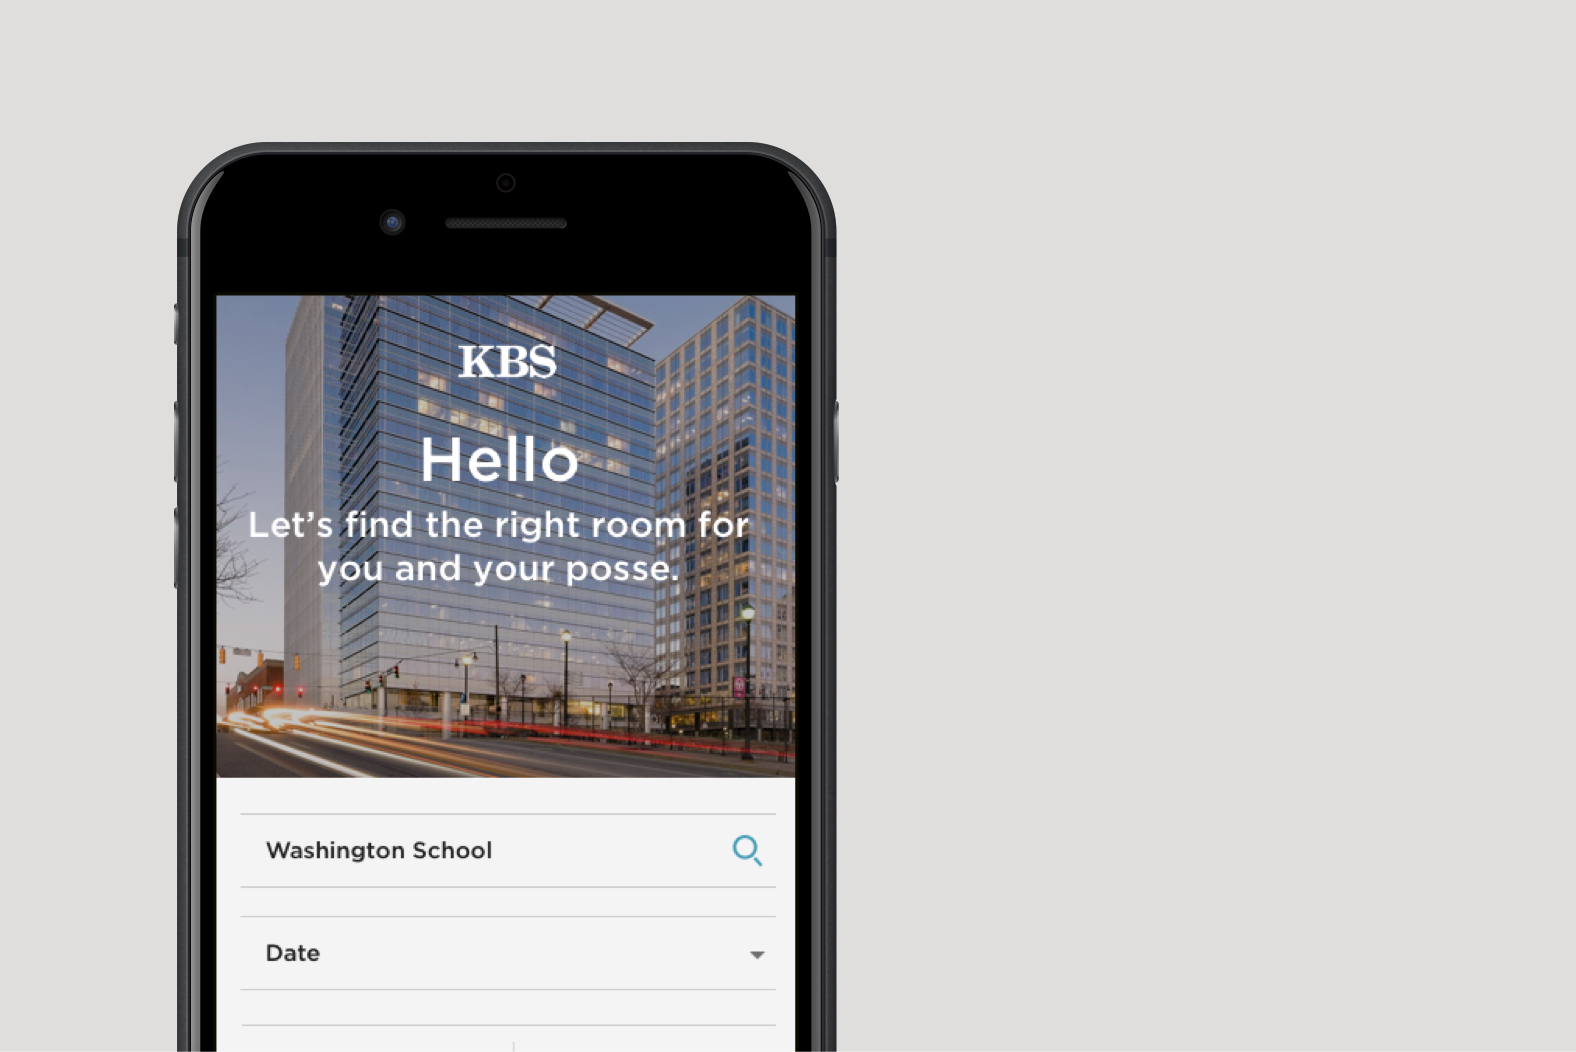 KBS
Hello
Let’s find the right room for
you and your posse.
Washington School
Date